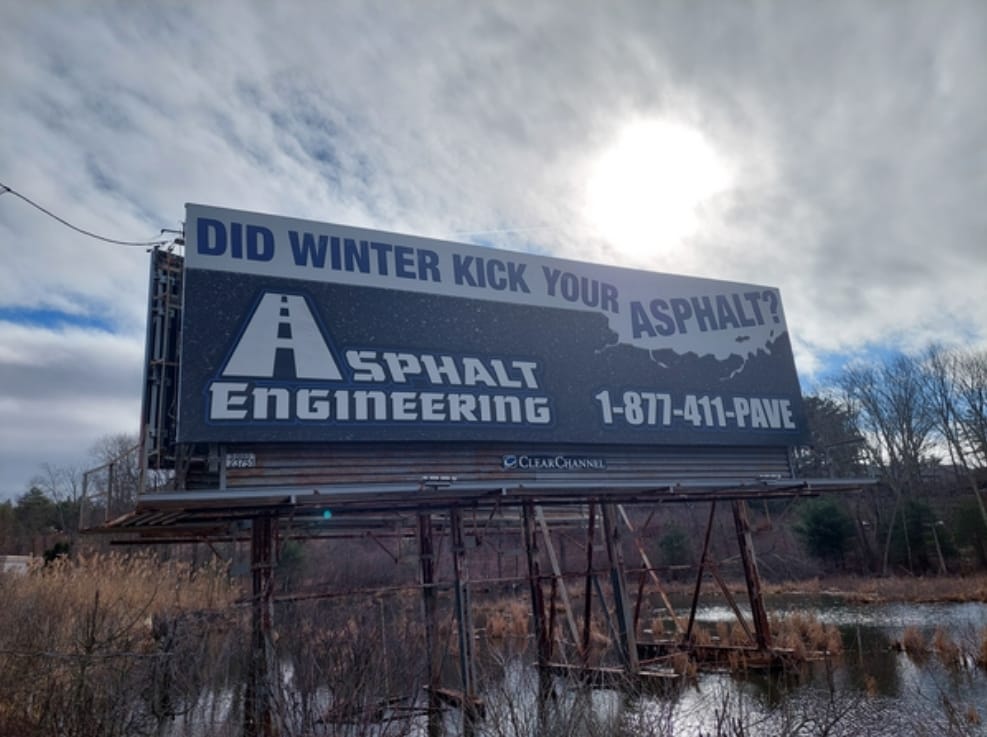 DID WINTER KICK YOUR ASPHALT?
ASPHALT
ENGINEERING
1-877-411-PAVE
CLEARCHANNEL